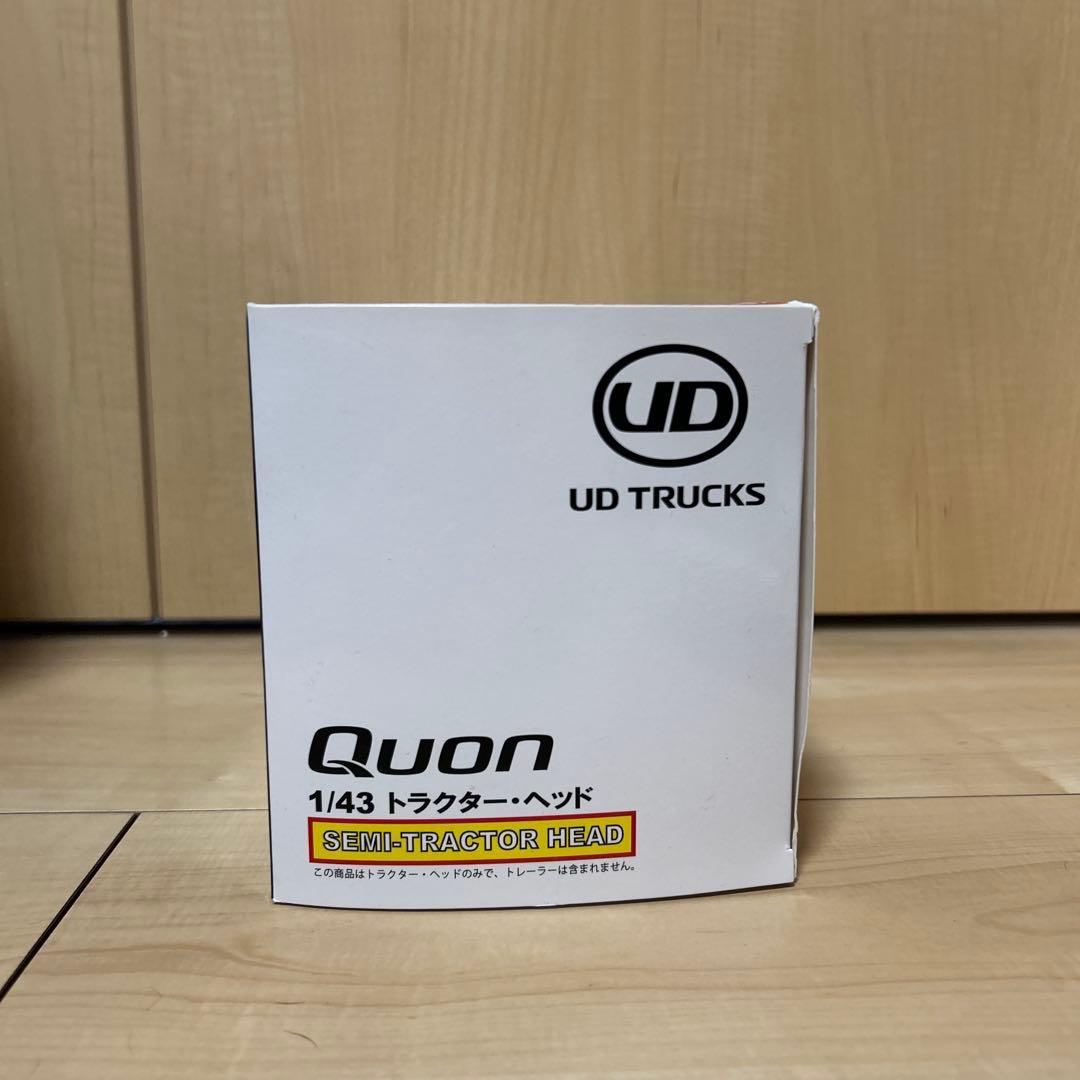 UD
UD TRUCKS
Quon
1/43 トラクター・ヘッド
SEMI-TRACTOR HEAD
この商品はトラクター・ヘッドのみで、トレーラーは含まれません。